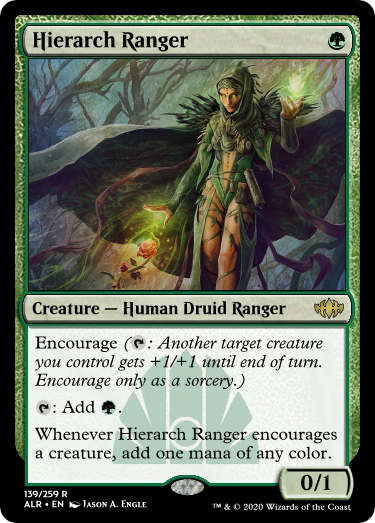 Hierarch Ranger
Creature — Human Druid Ranger
Encourage (T: Another target creature
you control gets +1/+1 until end of turn.
Encourage only as a sorcery.)
: Add .
Whenever Hierarch Ranger encourages
a creature, add one mana of any color.
0/1
139/259 R
ALR • EN Jason A. Engle
™ & © 2020 Wizards of the Coast